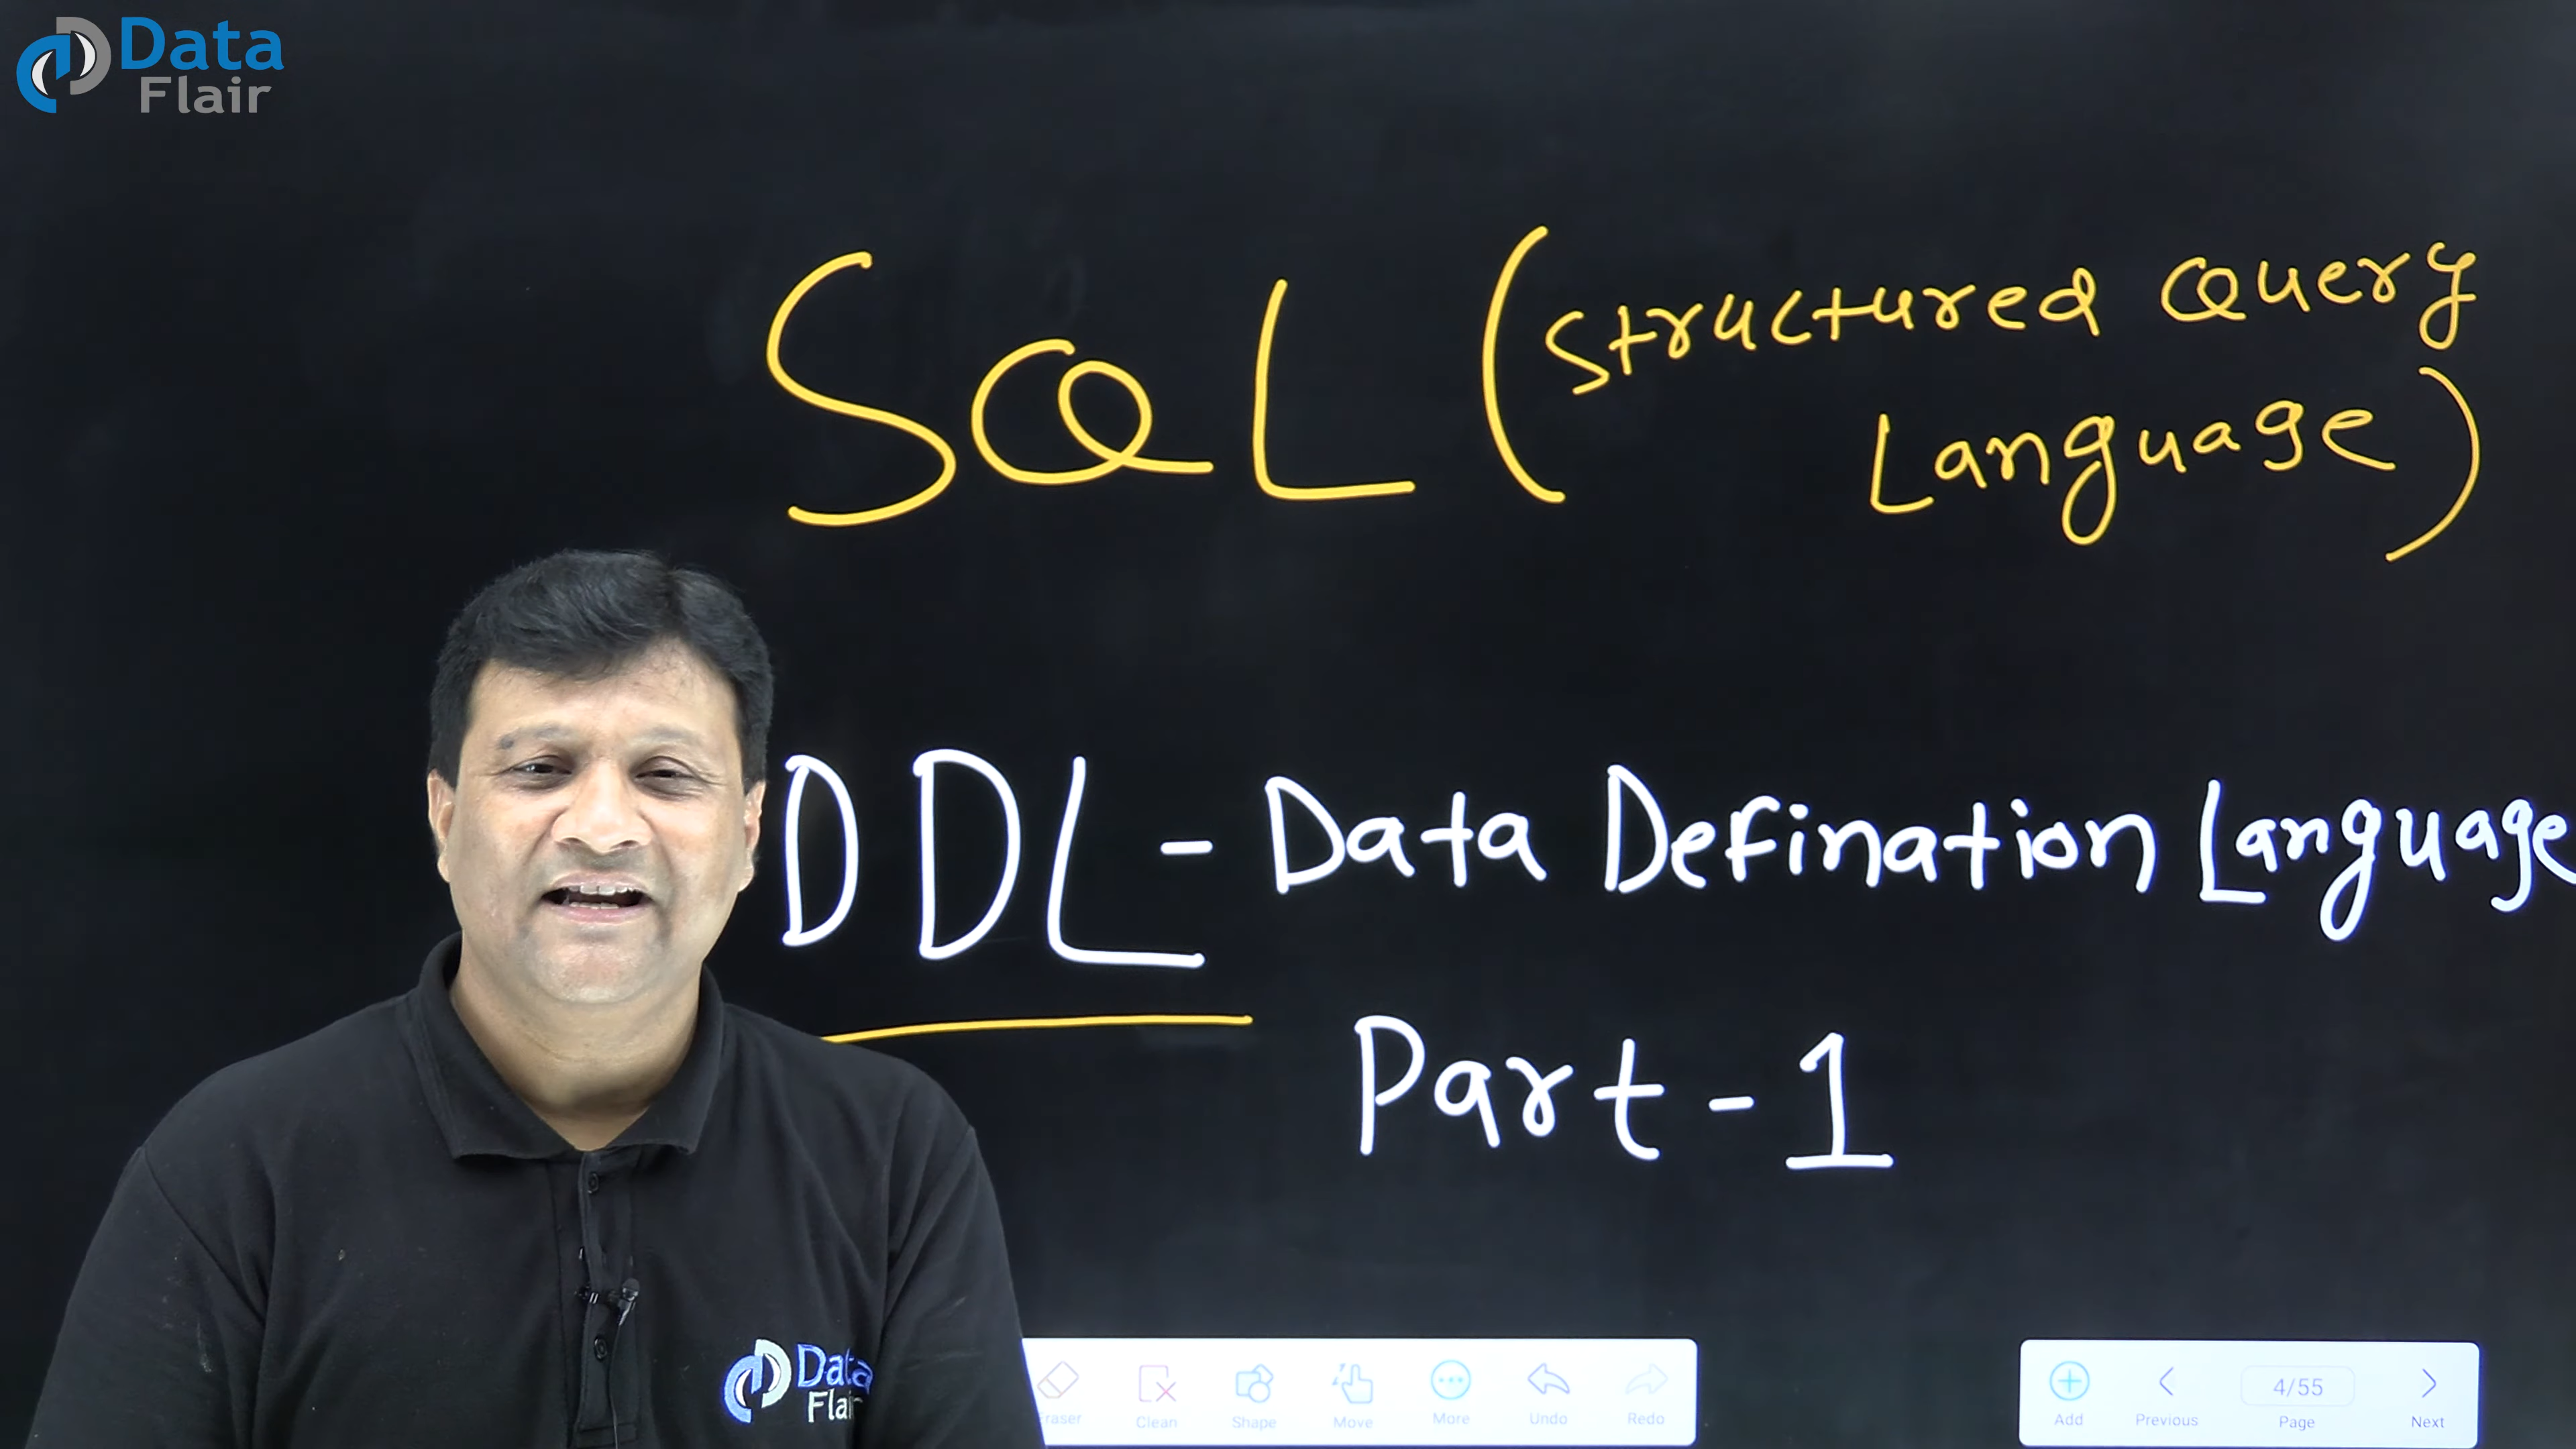 Data
Flair
SQL (Structured Query
Language)
DDL - Data Defination Language
Part - 1
Data
Flair
Eraser
Clean
Shape
Move
More
Undo
Redo
Add
Previous
4/55
Page
Next